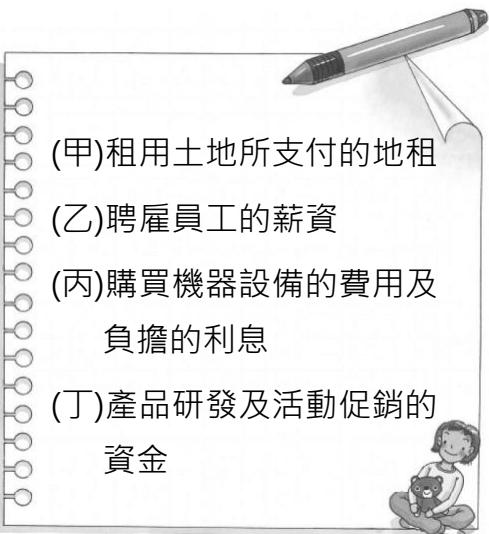 (甲)租用土地所支付的地租
(乙)聘雇員工的薪資
(丙)購買機器設備的費用及
負擔的利息
(丁)產品研發及活動促銷的
資金